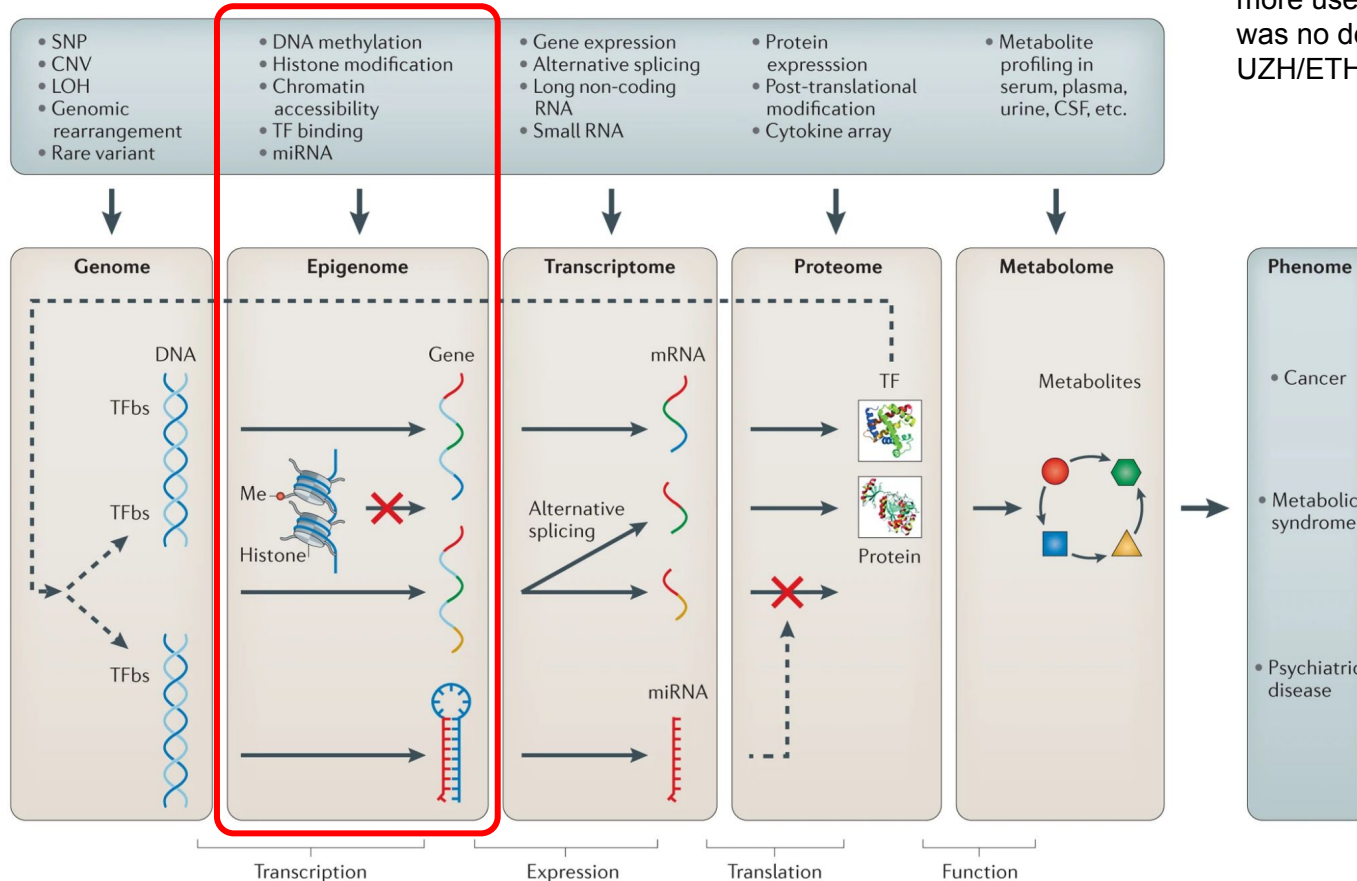 more use
was no de
UZH/ETH
• SNP
• CNV
• LOH
• Genomic
rearrangement
• Rare variant
• DNA methylation
• Histone modification
• Chromatin
accessibility
• TF binding
• miRNA
• Gene expression
• Alternative splicing
• Long non-coding
RNA
• Small RNA
• Protein
expresssion
• Post-translational
modification
• Cytokine array
• Metabolite
profiling in
serum, plasma,
urine, CSF, etc.
Genome
DNA
TFbs
TFbs
TFbs
Epigenome
Gene
Me
Histone
Transcriptome
mRNA
Alternative
splicing
miRNA
Proteome
TF
Protein
Metabolome
Metabolites
Phenome
• Cancer
• Metabolic
syndrome
• Psychiatric
disease
Transcription
Expression
Translation
Function